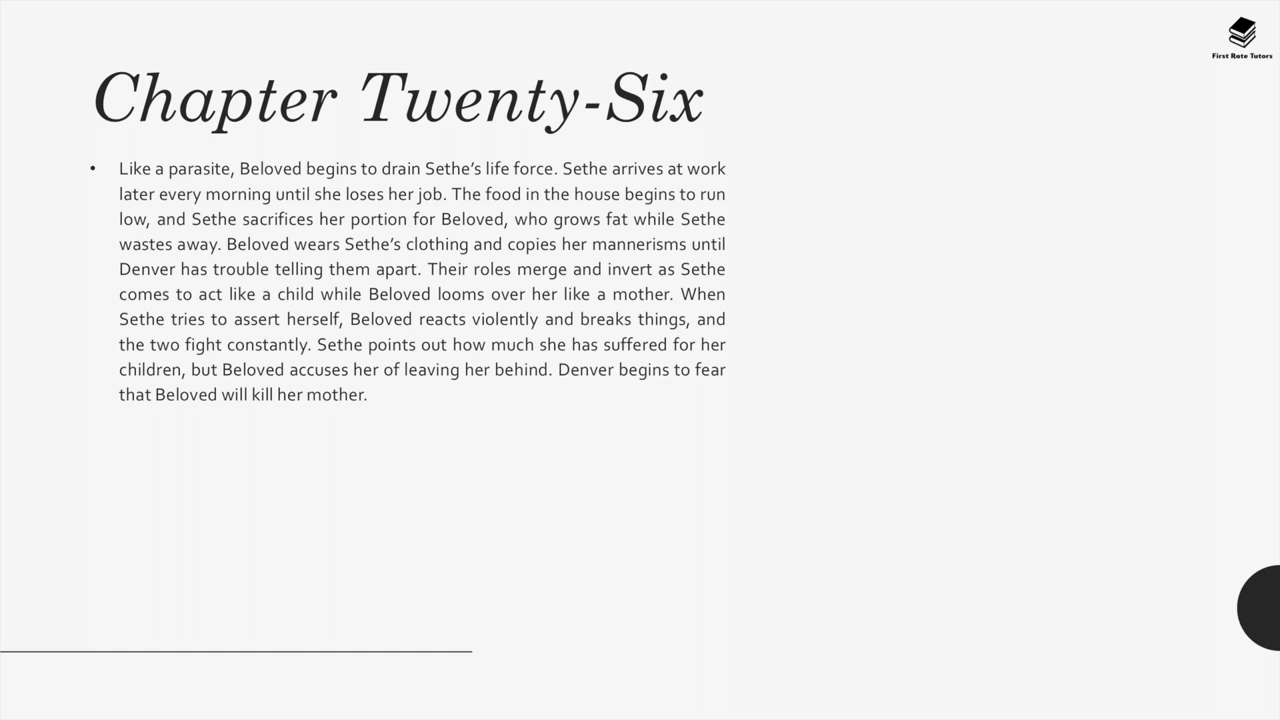 First Rate Tutors
Chapter Twenty-Six
• Like a parasite, Beloved begins to drain Sethe’s life force. Sethe arrives at work
later every morning until she loses her job. The food in the house begins to run
low, and Sethe sacrifices her portion for Beloved, who grows fat while Sethe
wastes away. Beloved wears Sethe’s clothing and copies her mannerisms until
Denver has trouble telling them apart. Their roles merge and invert as Sethe
comes to act like a child while Beloved looms over her like a mother. When
Sethe tries to assert herself, Beloved reacts violently and breaks things, and
the two fight constantly. Sethe points out how much she has suffered for her
children, but Beloved accuses her of leaving her behind. Denver begins to fear
that Beloved will kill her mother.